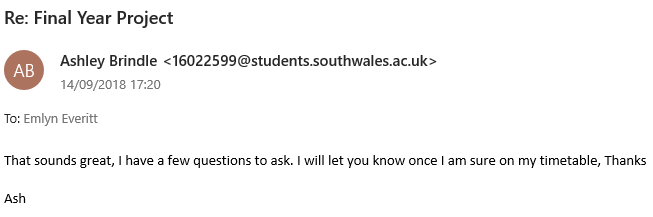 Re: Final Year Project
AB
Ashley Brindle <16022599@students.southwales.ac.uk>
14/09/2018 17:20
To: Emlyn Everitt
That sounds great, I have a few questions to ask. I will let you know once I am sure on my timetable, Thanks
Ash